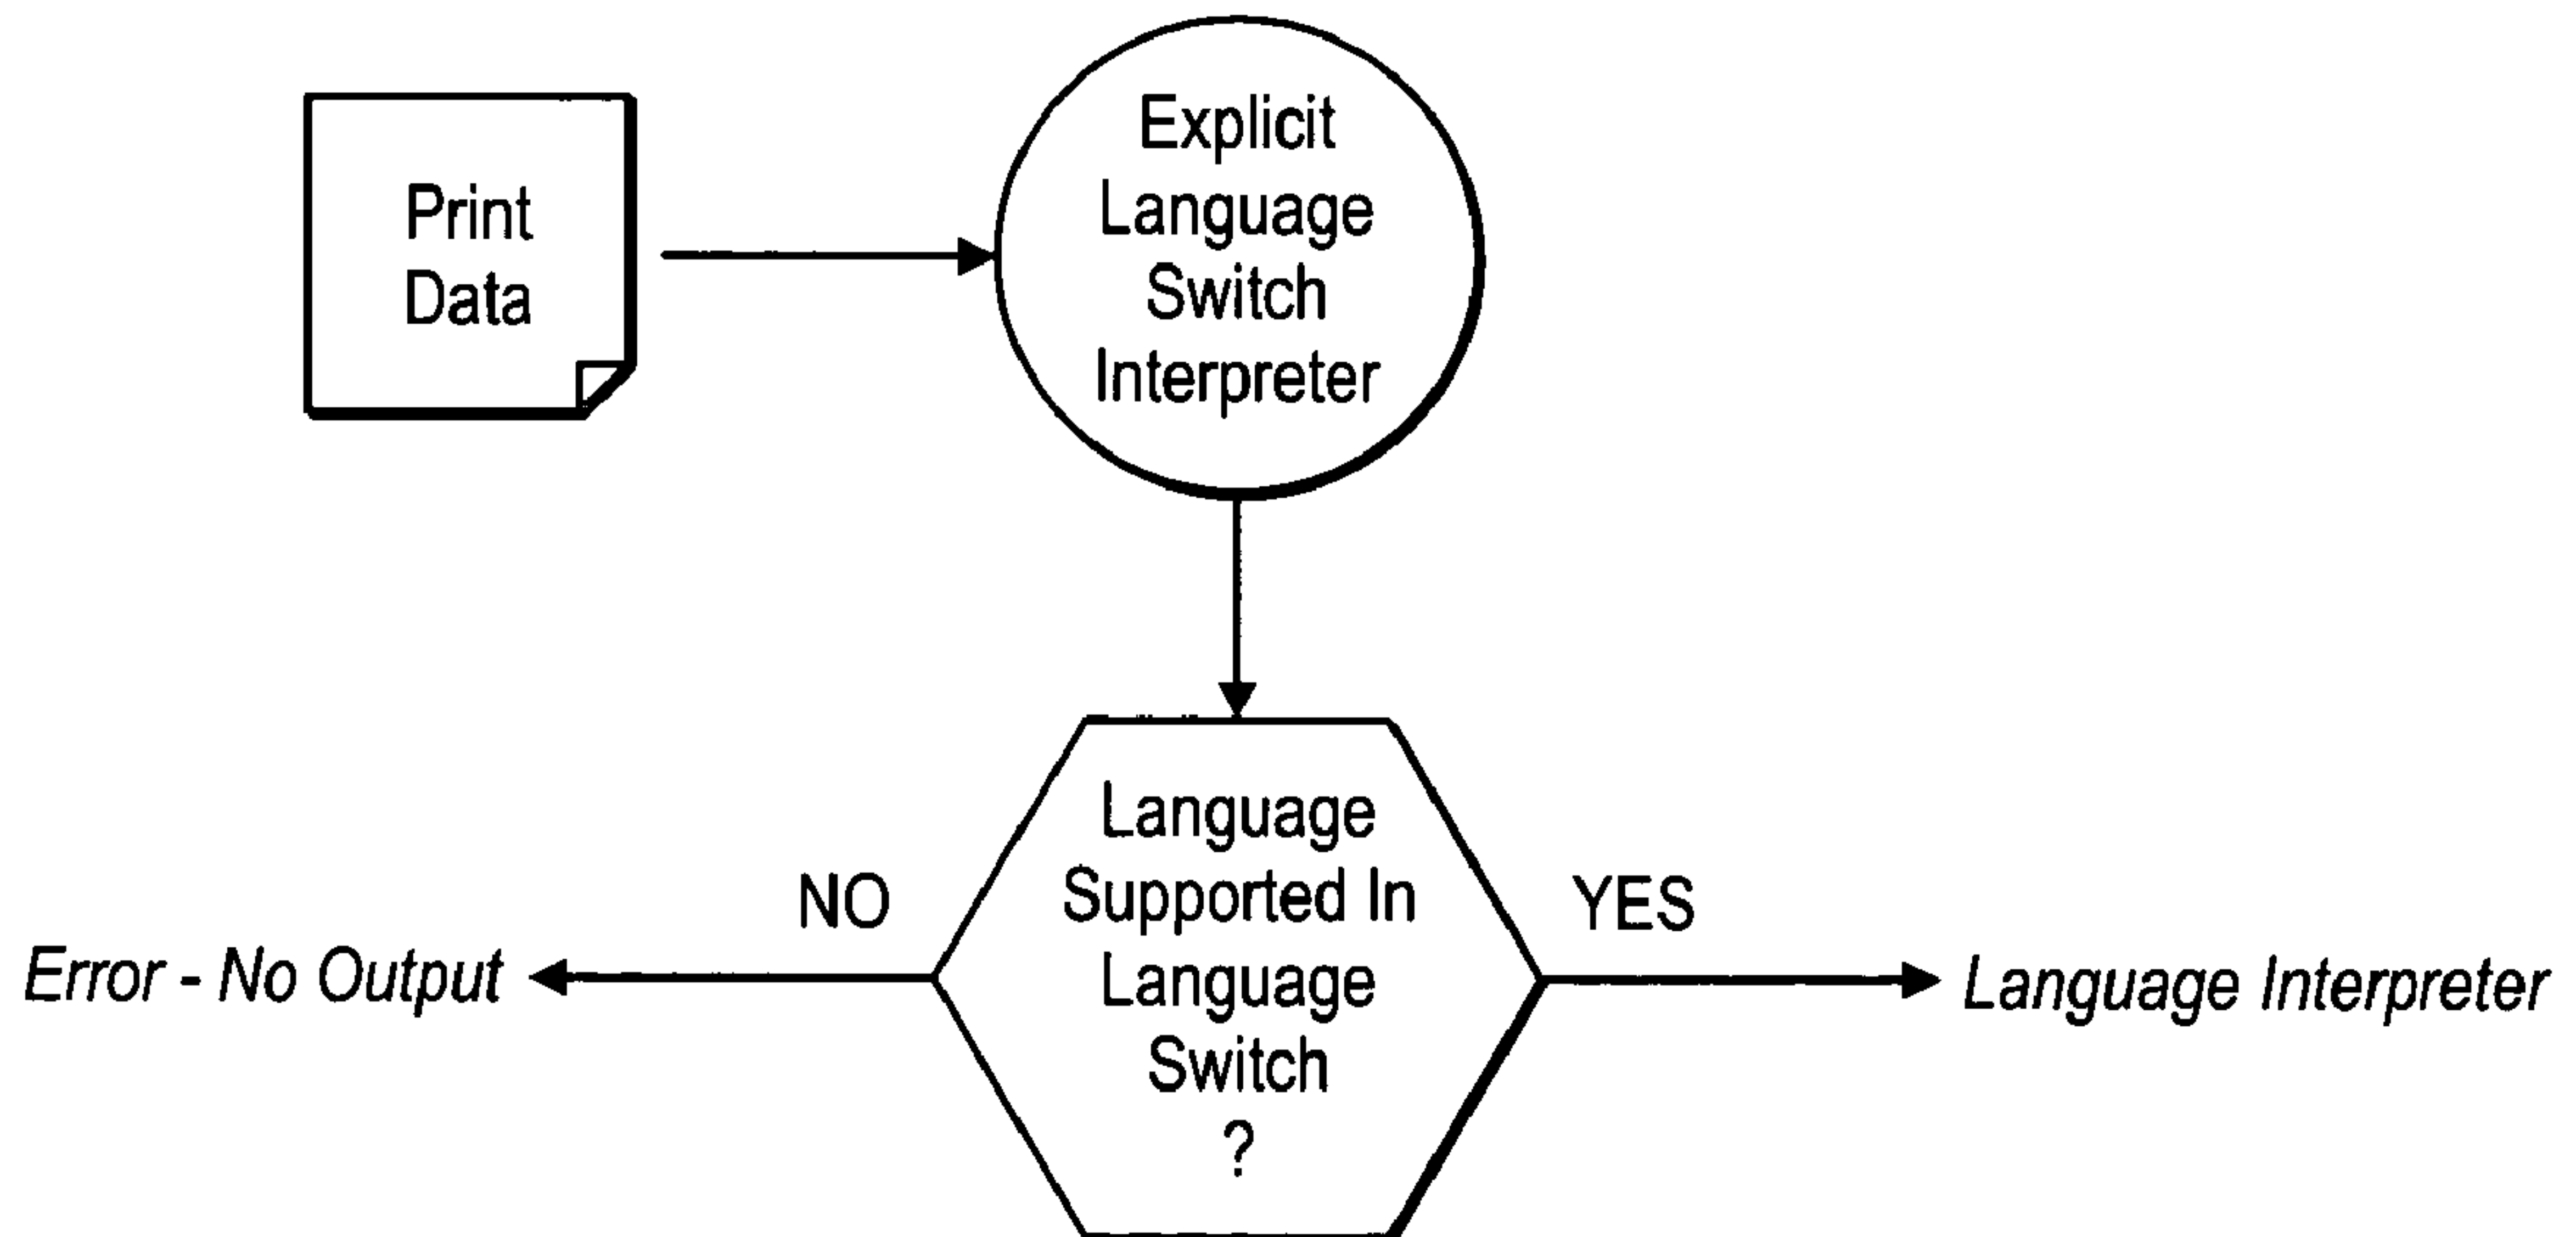 Print
Data
Explicit
Language
Switch
Interpreter
Language
Supported In
Language
Switch
?
NO
Error - No Output
YES
Language Interpreter